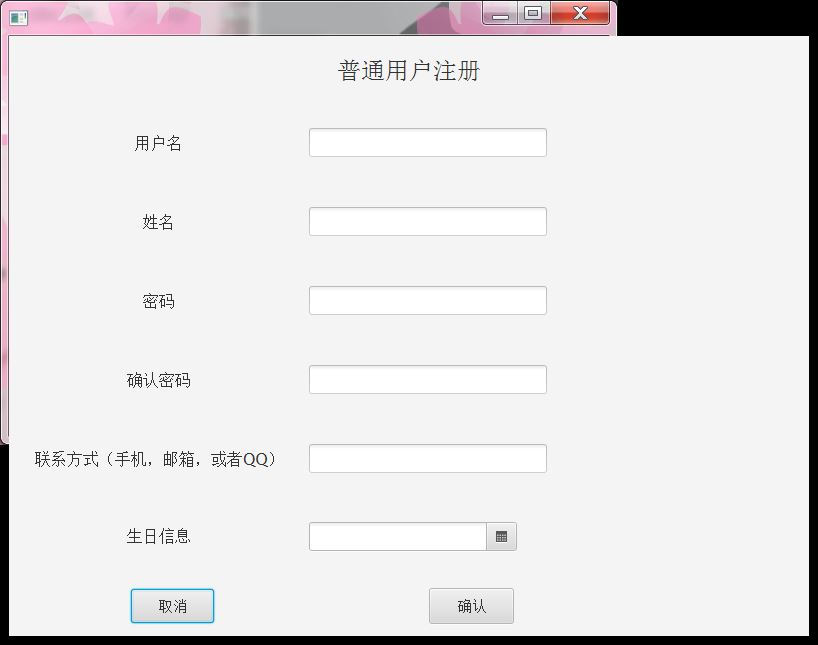 普通用户注册
用户名
姓名
密码
确认密码
联系方式（手机，邮箱，或者QQ）
生日信息
取消 确认